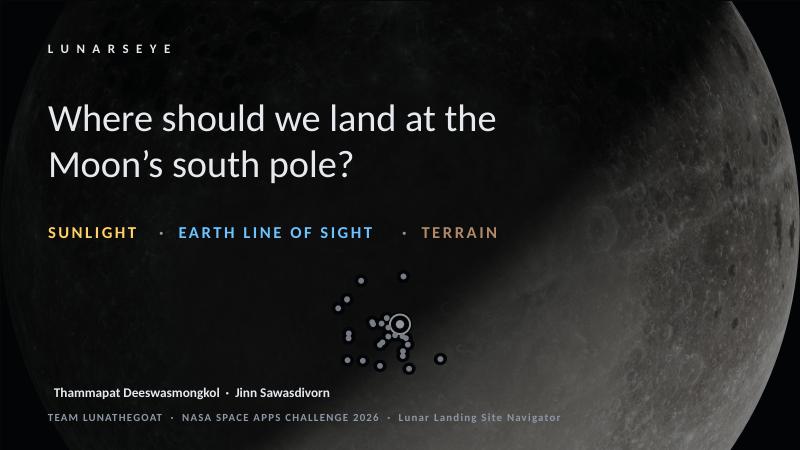 LUNARSEYE
Where should we land at the
Moon’s south pole?
SUNLIGHT · EARTH LINE OF SIGHT · TERRAIN
Thammapat Deeswasmongkol · Jinn Sawasdivorn
TEAM LUNATHEGOAT · NASA SPACE APPS CHALLENGE 2026 · Lunar Landing Site Navigator